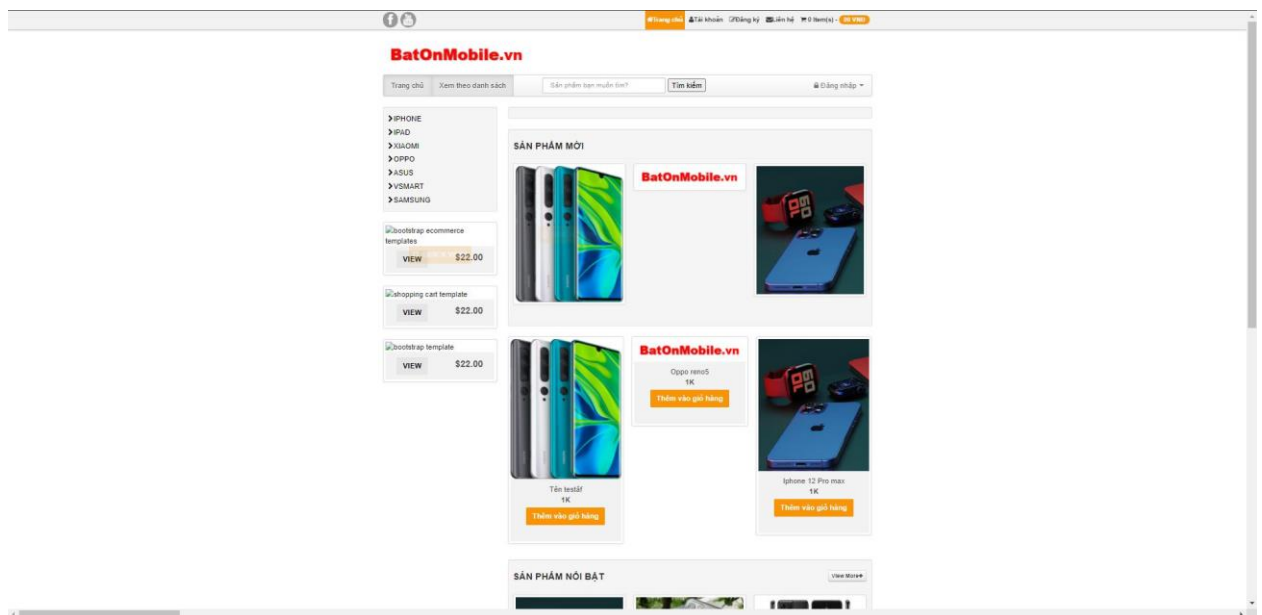 Trang chủ Tài khoản Đăng ký Liên hệ 0 Item(s) -
BatOnMobile.vn
Trang chủ Xem theo danh sách Sản phẩm bạn muốn tìm? Tìm kiếm Đăng nhập
IPHONE
IPAD
XIAOMI
OPPO
ASUS
VSMART
SAMSUNG
bootstrap ecommerce
templates
VIEW $22.00
shopping cart template
VIEW $22.00
bootstrap template
VIEW $22.00
SẢN PHẨM MỚI
BatOnMobile.vn
BatOnMobile.vn
Oppo reno5
1K
Thêm vào giỏ hàng
Tên testâf
1K
Thêm vào giỏ hàng
Iphone 12 Pro max
1K
Thêm vào giỏ hàng
SẢN PHẨM NỔI BẬT View More